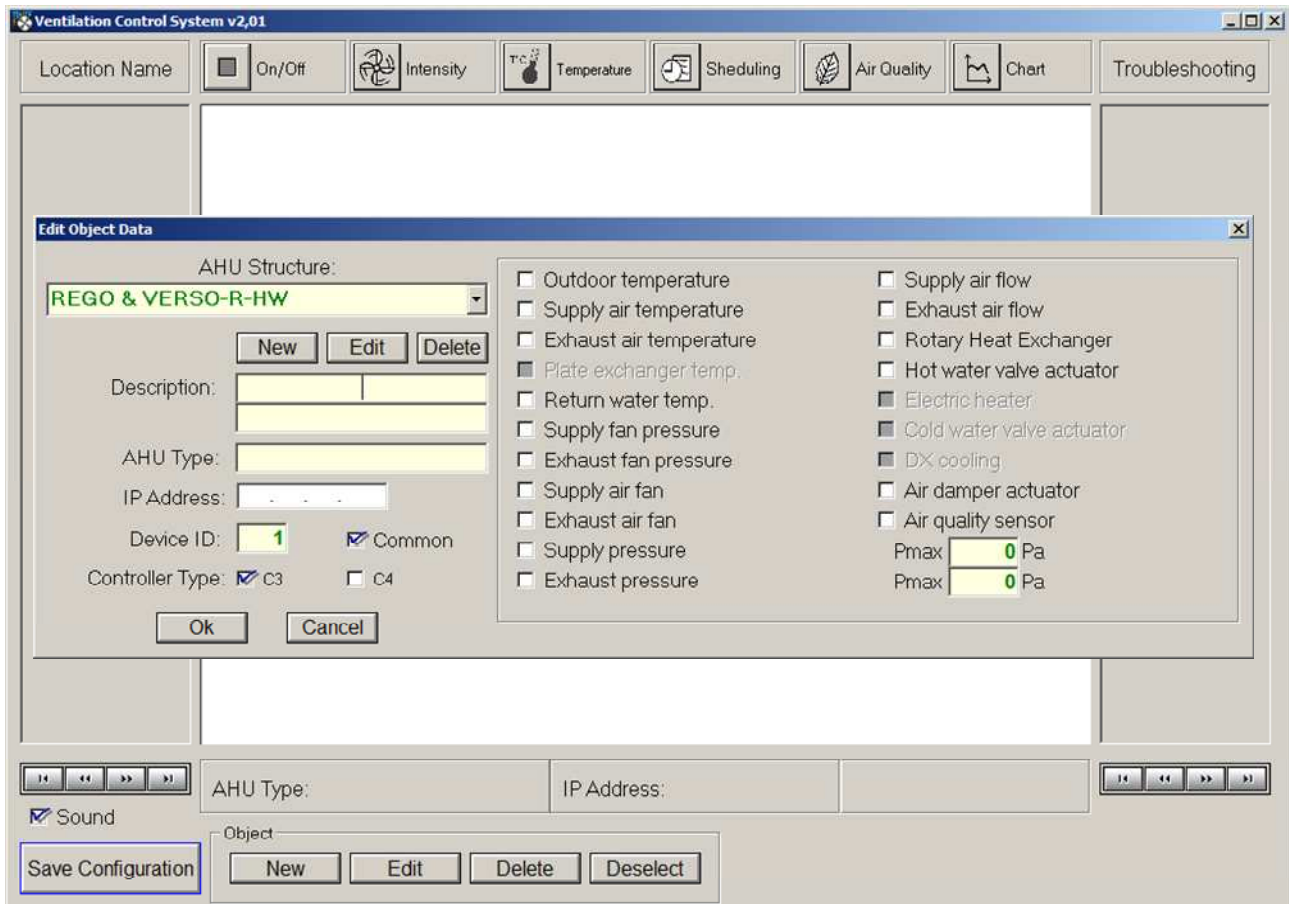 Ventilation Control System v2,01
Location Name
On/Off
Intensity
T°C
Temperature
Sheduling
Air Quality
Chart
Troubleshooting
Edit Object Data
AHU Structure:
REGO & VERSO-R-HW
New Edit Delete
Description:
AHU Type:
IP Address: . . .
Device ID: 1 Common
Controller Type: C3 C4
Ok Cancel
Outdoor temperature
Supply air temperature
Exhaust air temperature
Plate exchanger temp.
Return water temp.
Supply fan pressure
Exhaust fan pressure
Supply air fan
Exhaust air fan
Supply pressure
Exhaust pressure
Supply air flow
Exhaust air flow
Rotary Heat Exchanger
Hot water valve actuator
Electric heater
Cold water valve actuator
DX cooling
Air damper actuator
Air quality sensor
Pmax 0 Pa
Pmax 0 Pa
AHU Type:
IP Address:
Sound
Save Configuration
Object
New Edit Delete Deselect